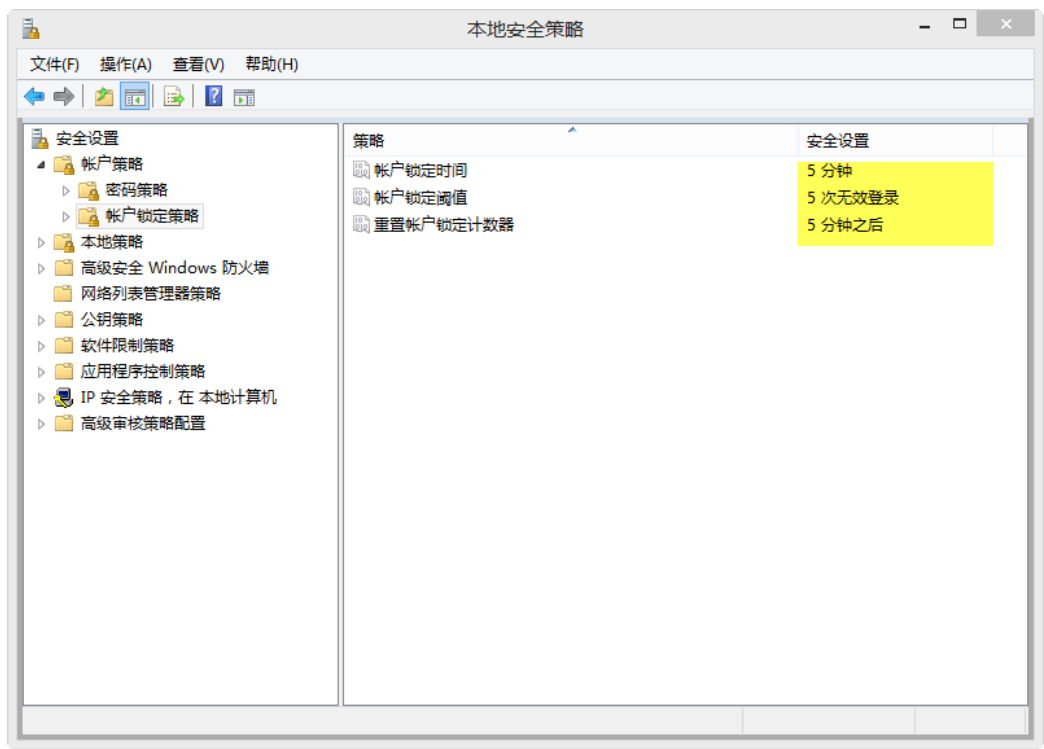 本地安全策略
文件(F) 操作(A) 查看(V) 帮助(H)
安全设置
帐户策略
密码策略
帐户锁定策略
本地策略
高级安全 Windows 防火墙
网络列表管理器策略
公钥策略
软件限制策略
应用程序控制策略
IP 安全策略，在 本地计算机
高级审核策略配置
策略 安全设置
帐户锁定时间 5 分钟
帐户锁定阈值 5 次无效登录
重置帐户锁定计数器 5 分钟之后